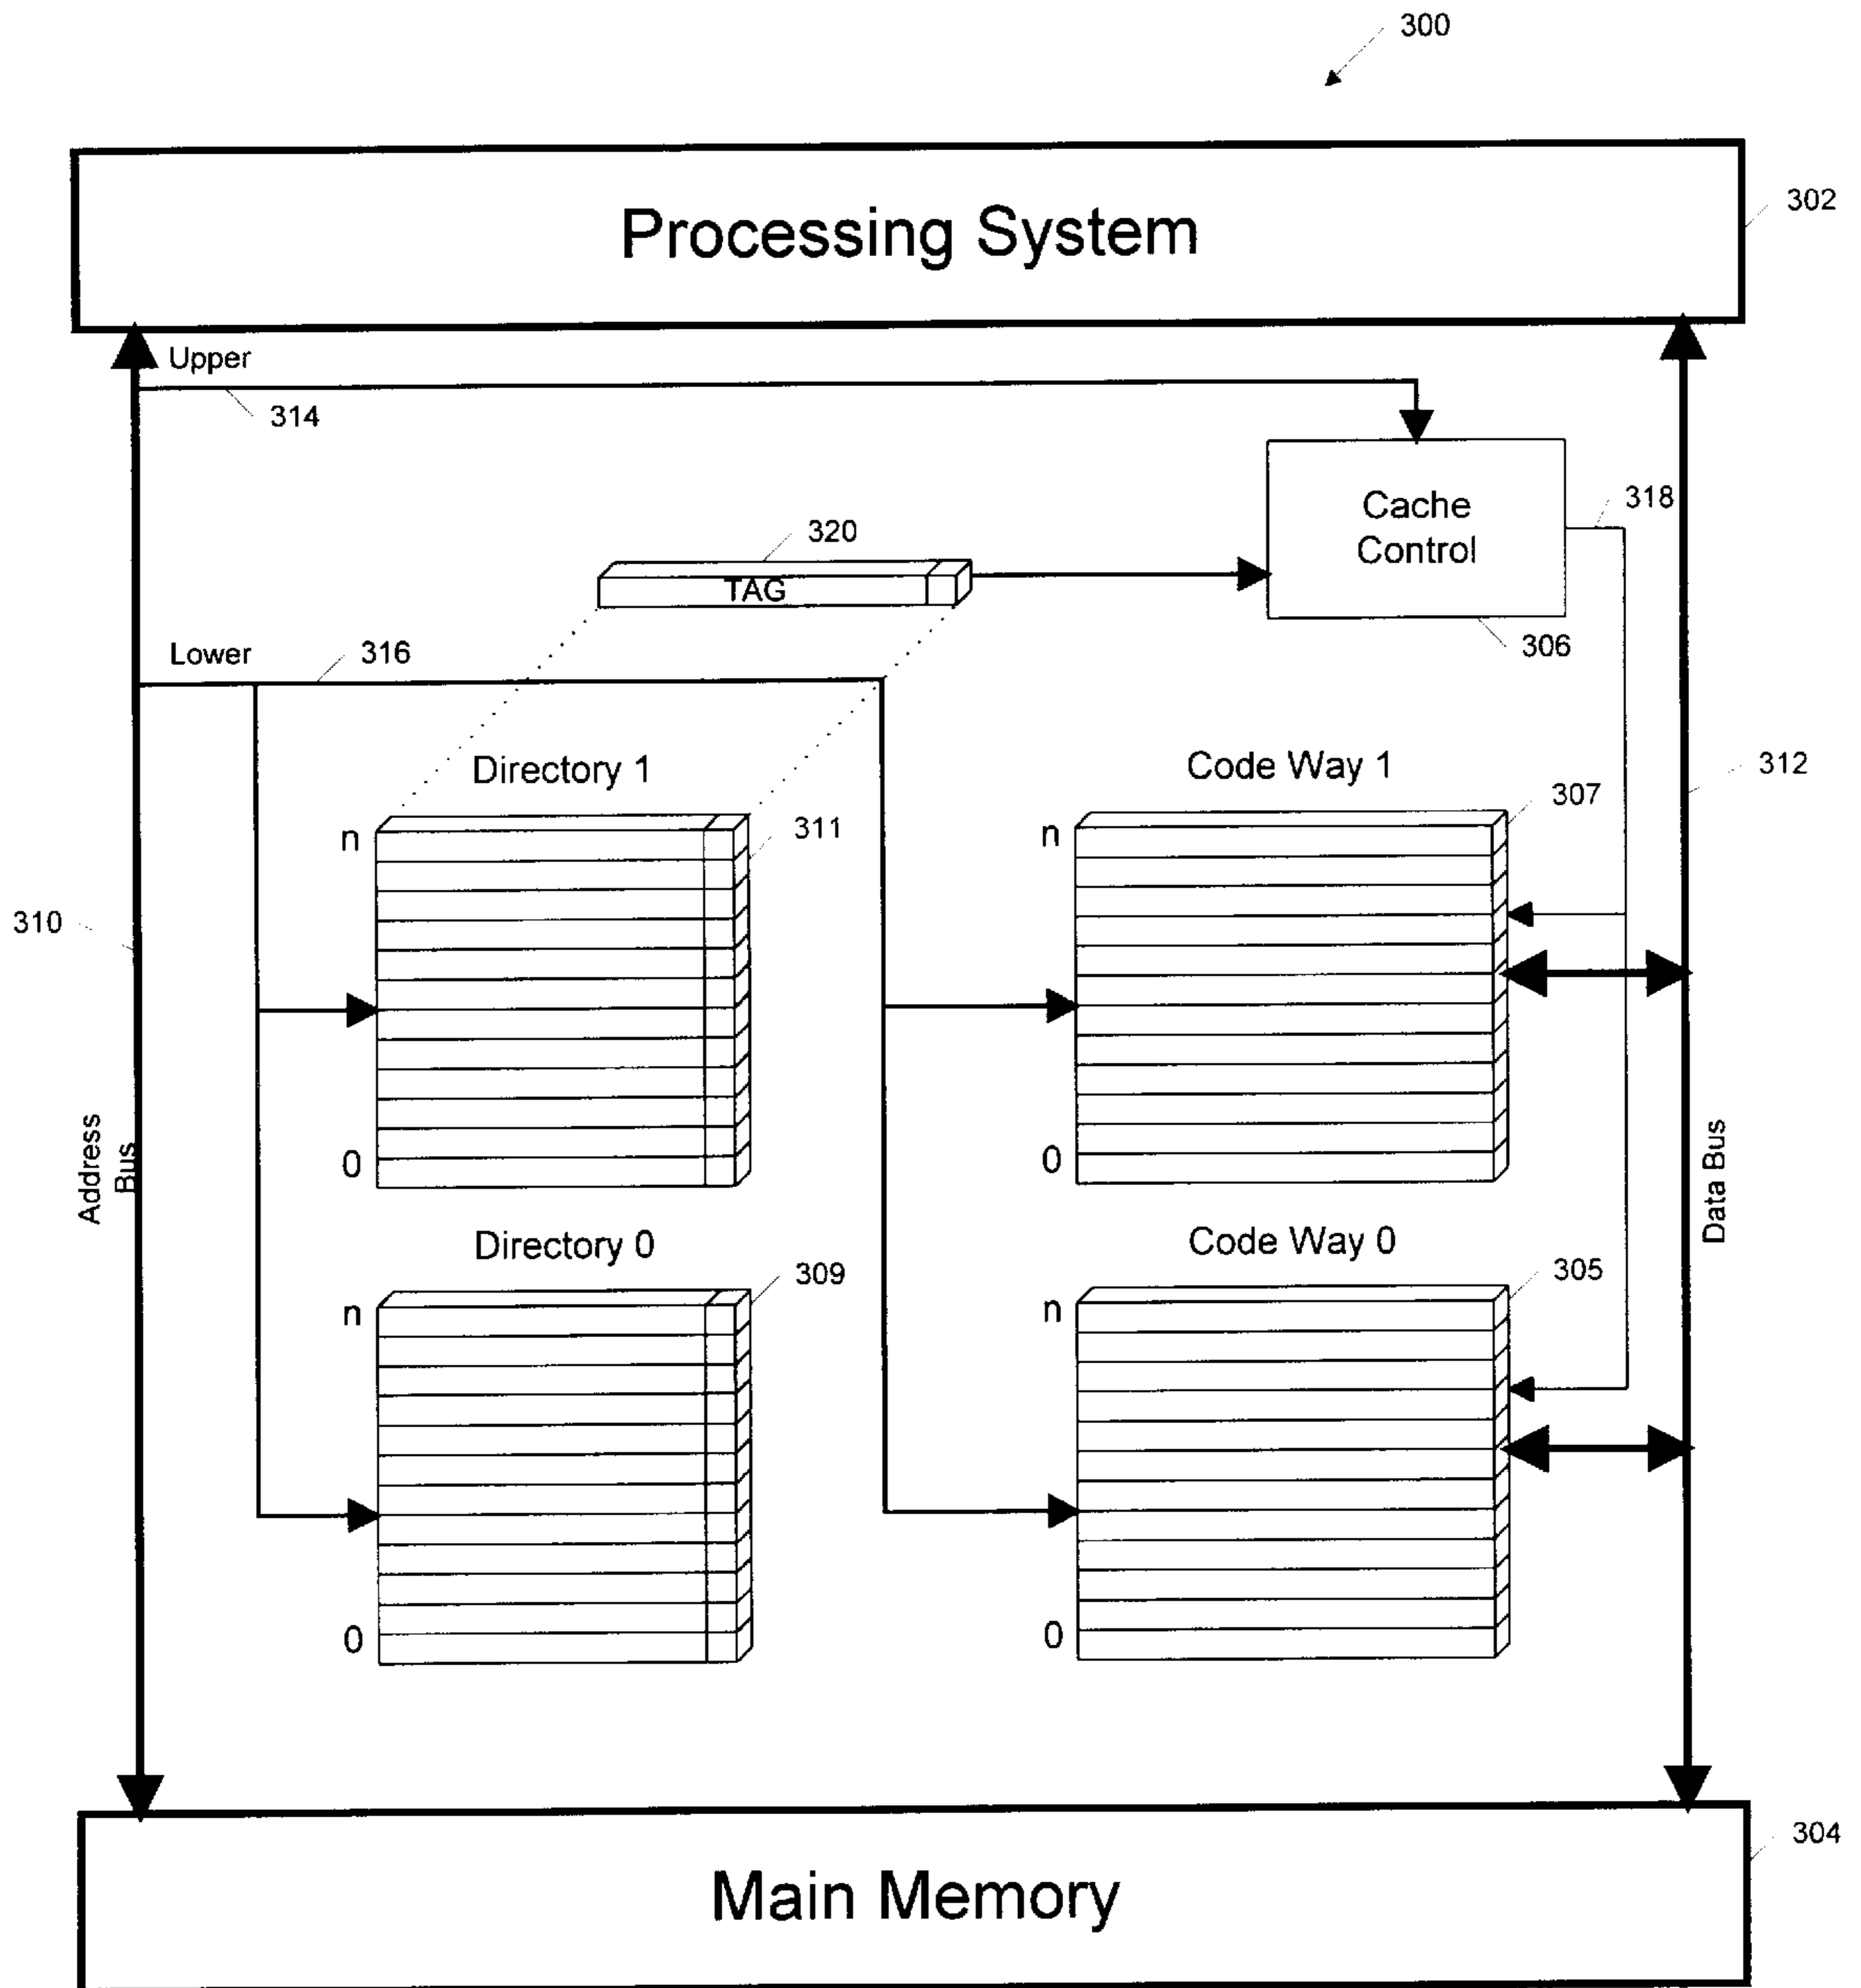 300
Processing System
302
Upper
314
Cache
Control
318
320
TAG
306
Lower
316
Directory 1
Code Way 1
312
307
n
311
n
310
Address
Bus
0
0
Data Bus
Directory 0
Code Way 0
309
305
n
n
0
0
304
Main Memory